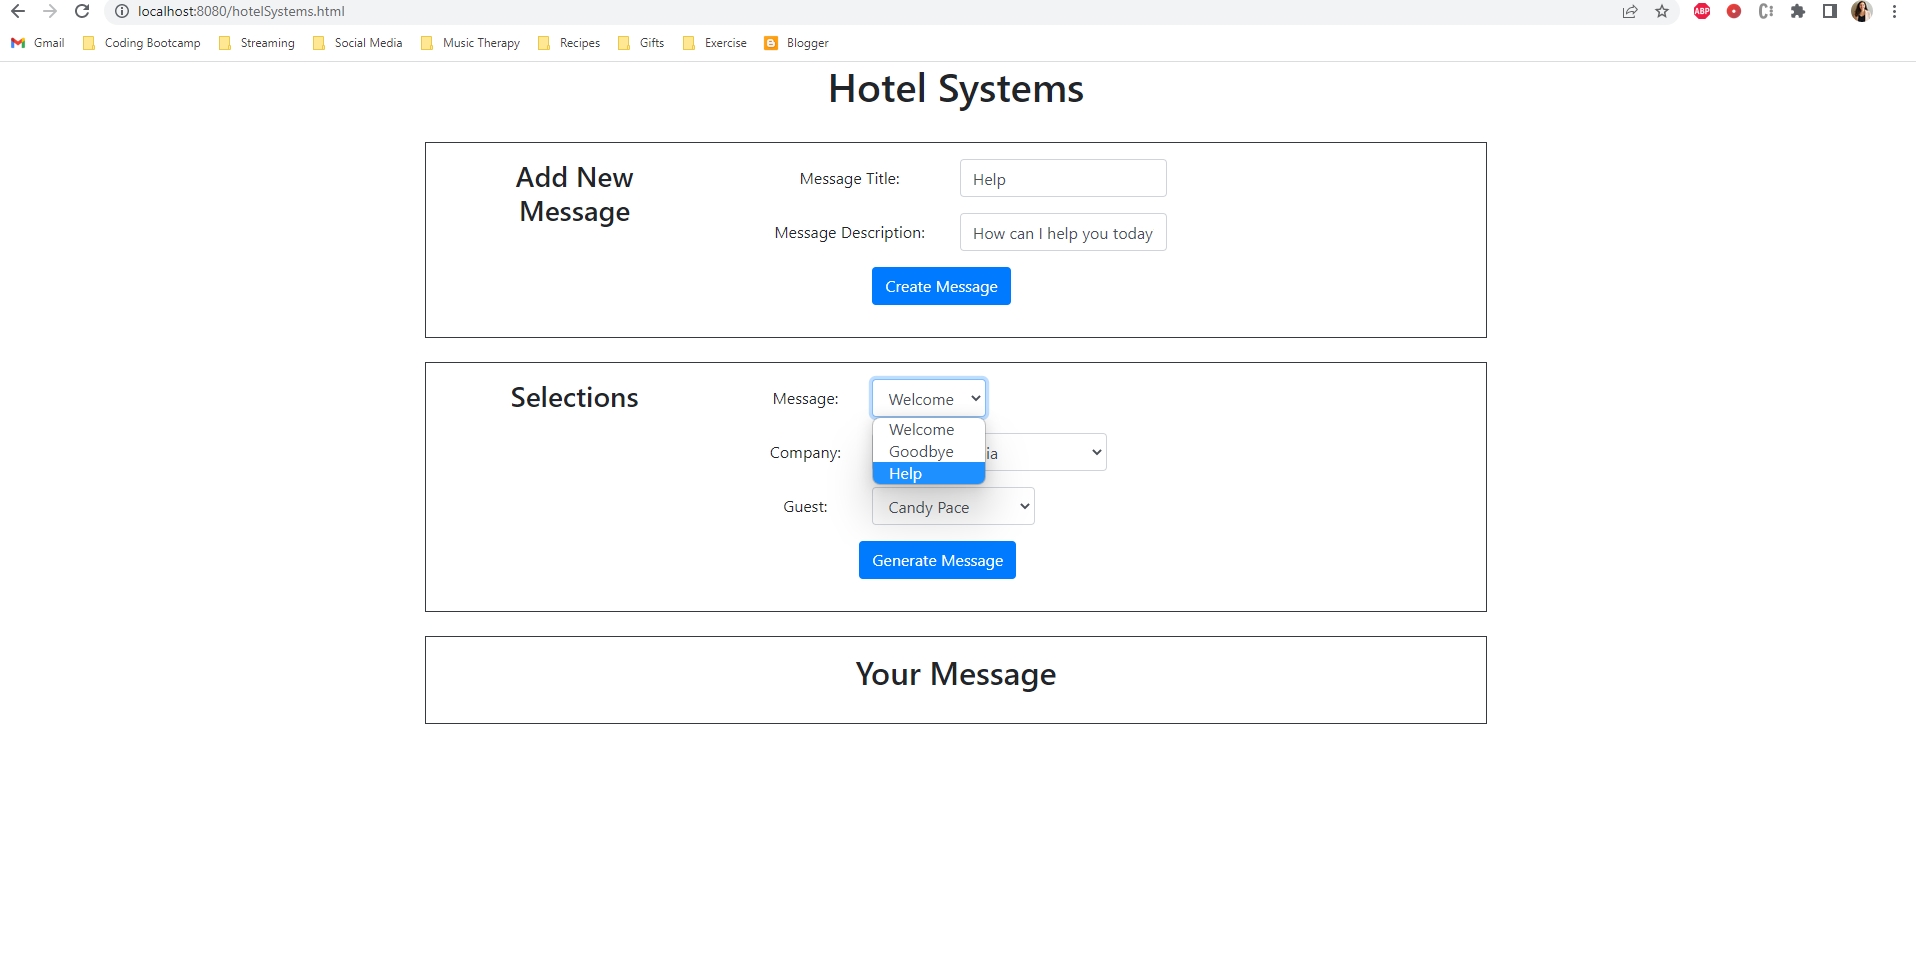 localhost:8080/hotelSystems.html
ABP
Gmail Coding Bootcamp Streaming Social Media Music Therapy Recipes Gifts Exercise Blogger
Hotel Systems
Add New
Message
Message Title: Help
Message Description: How can I help you today
Create Message
Selections
Message: Welcome
Welcome
Goodbye
Help
Company: ia
Guest: Candy Pace
Generate Message
Your Message